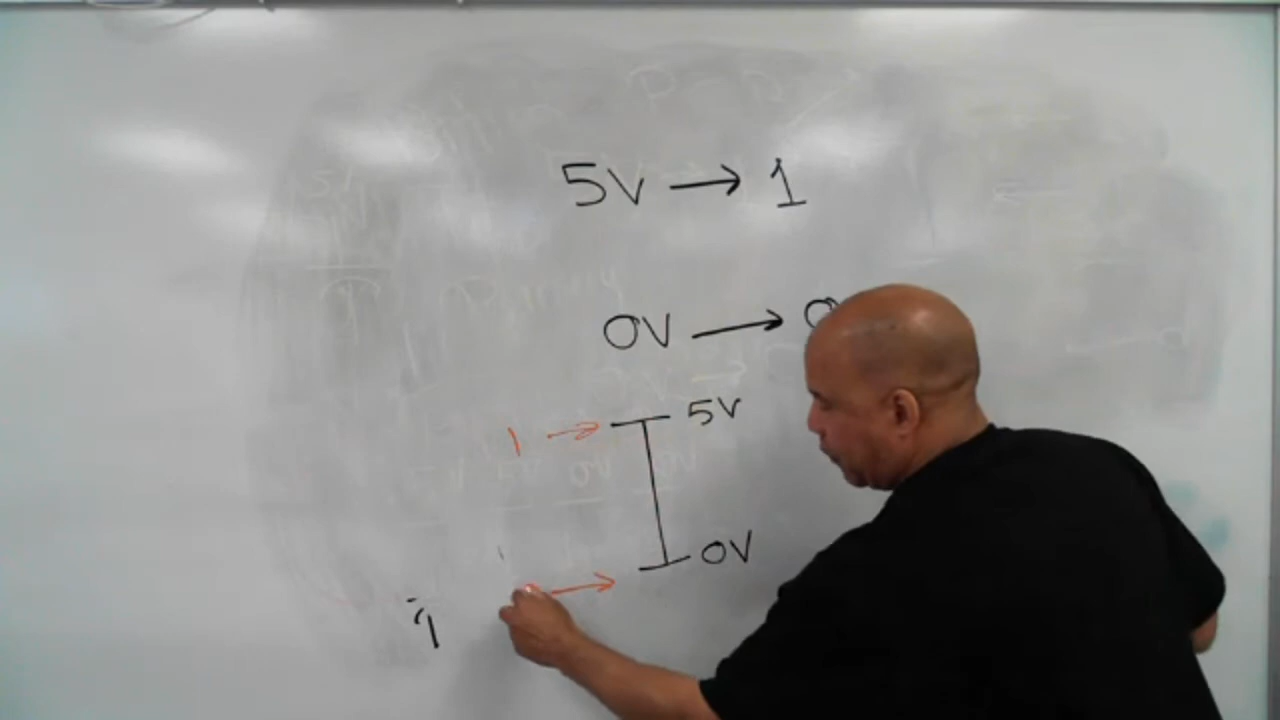 5V → 1
0V → 0
1 → 5V
→ 0V